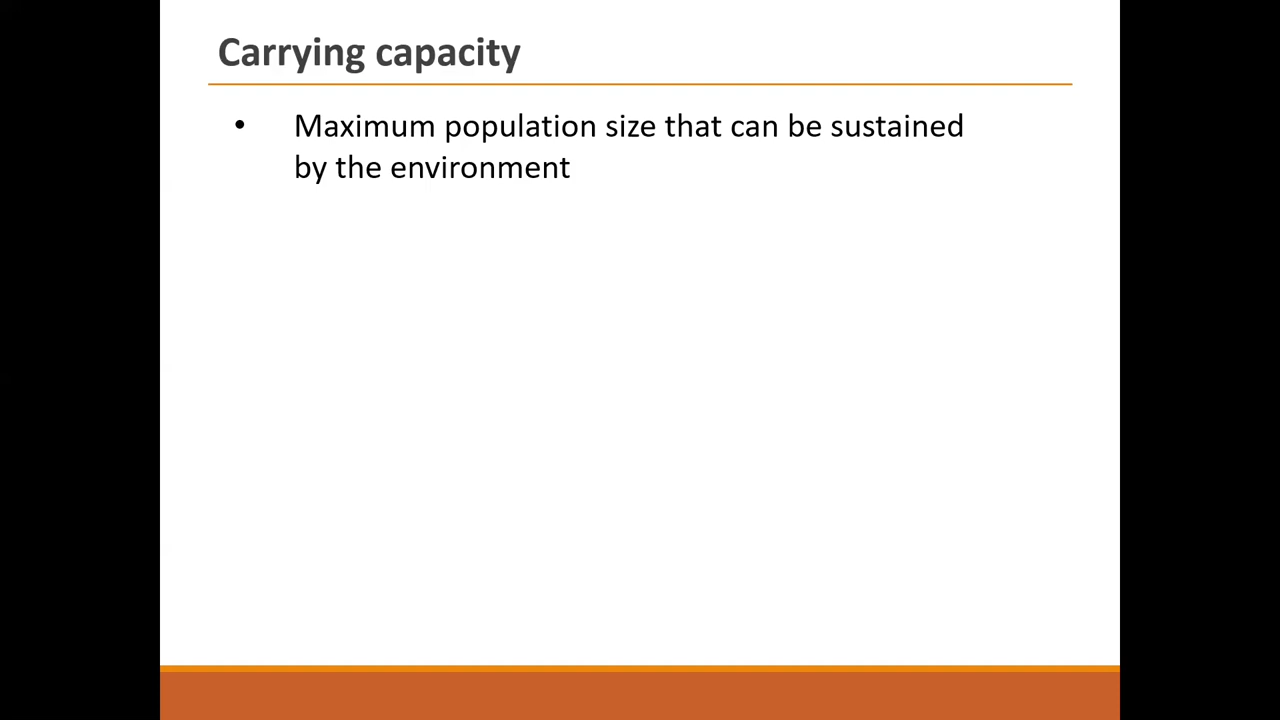 Carrying capacity
• Maximum population size that can be sustained
by the environment